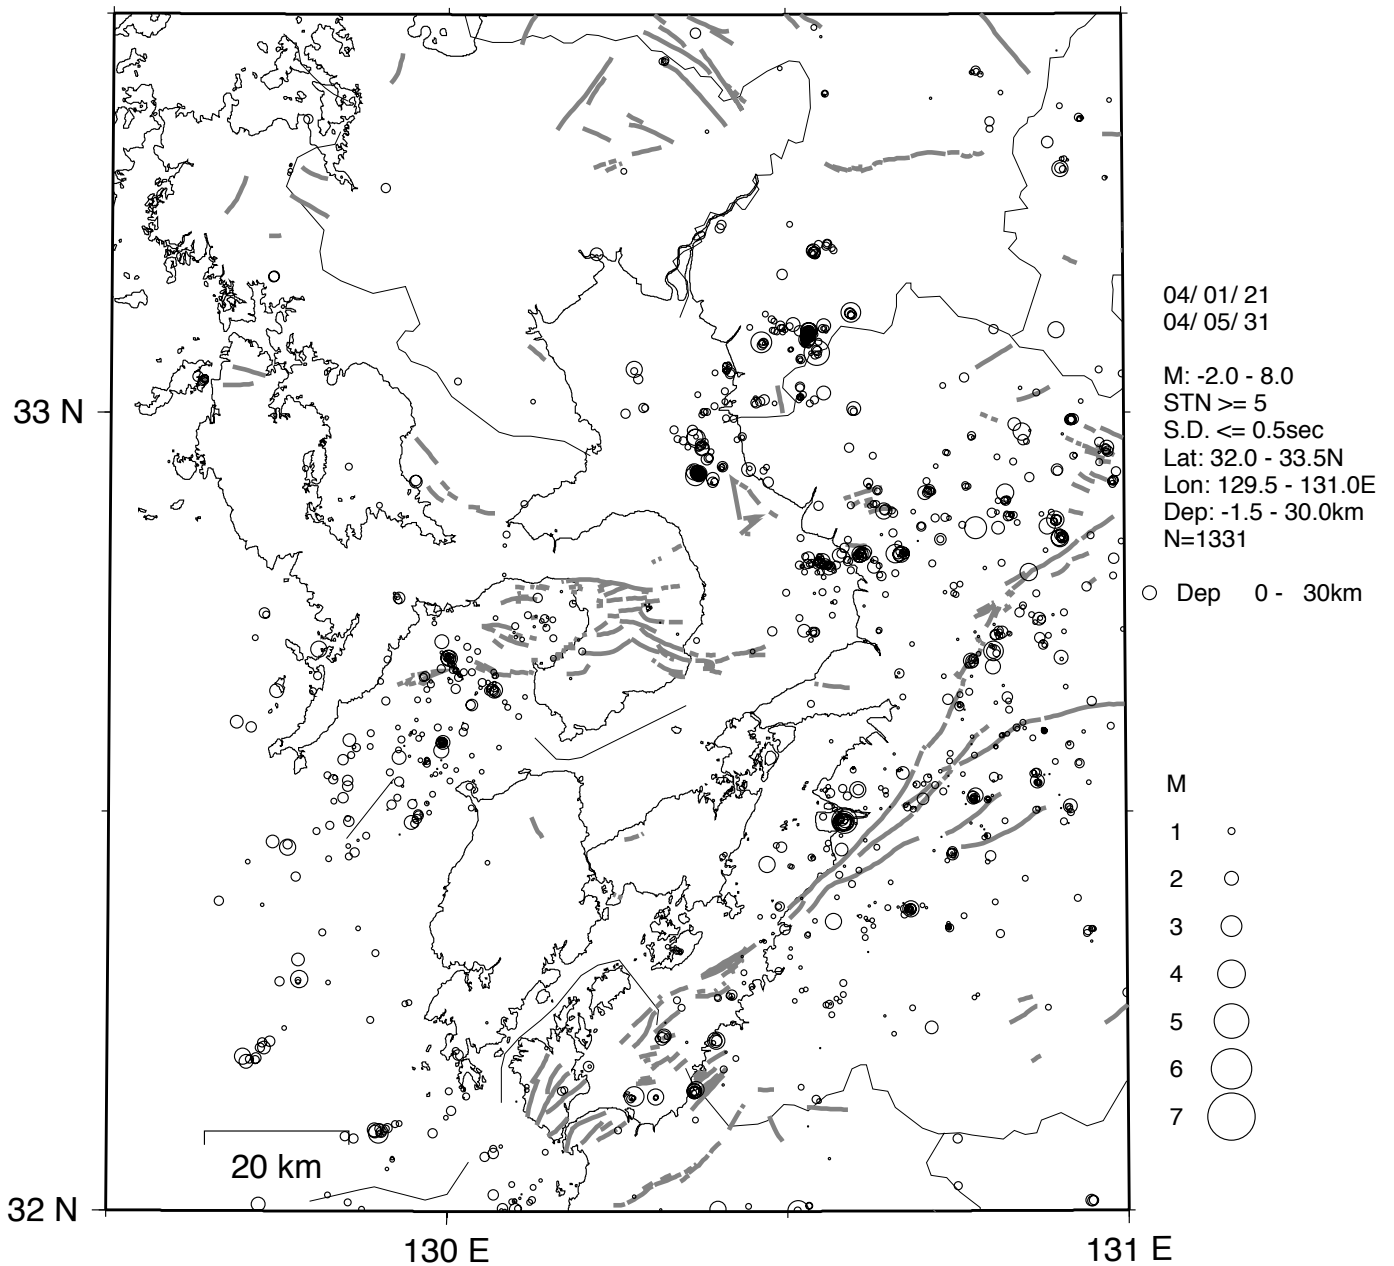 04/ 01/ 21
04/ 05/ 31
M: -2.0 - 8.0
STN >= 5
S.D. <= 0.5sec
Lat: 32.0 - 33.5N
Lon: 129.5 - 131.0E
Dep: -1.5 - 30.0km
N=1331
Dep 0 - 30km
33 N
M
1
2
3
4
5
6
7
20 km
32 N
130 E
131 E